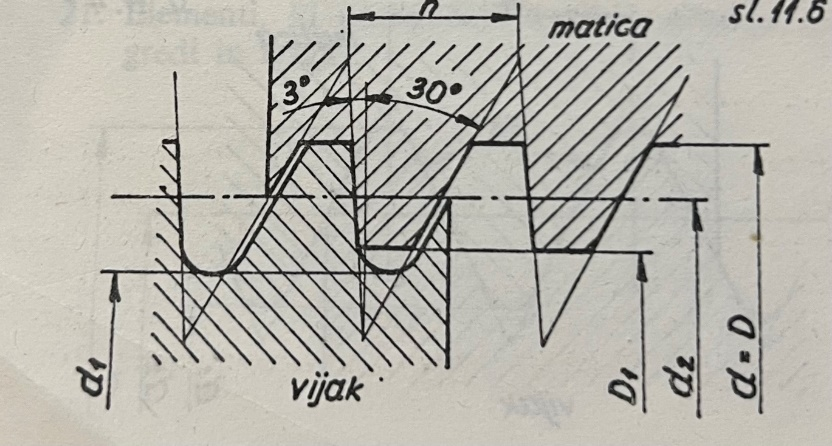 sl. 11.6
h
matica
3° 30°
d₁
vijak
D₁
d₂
d = D